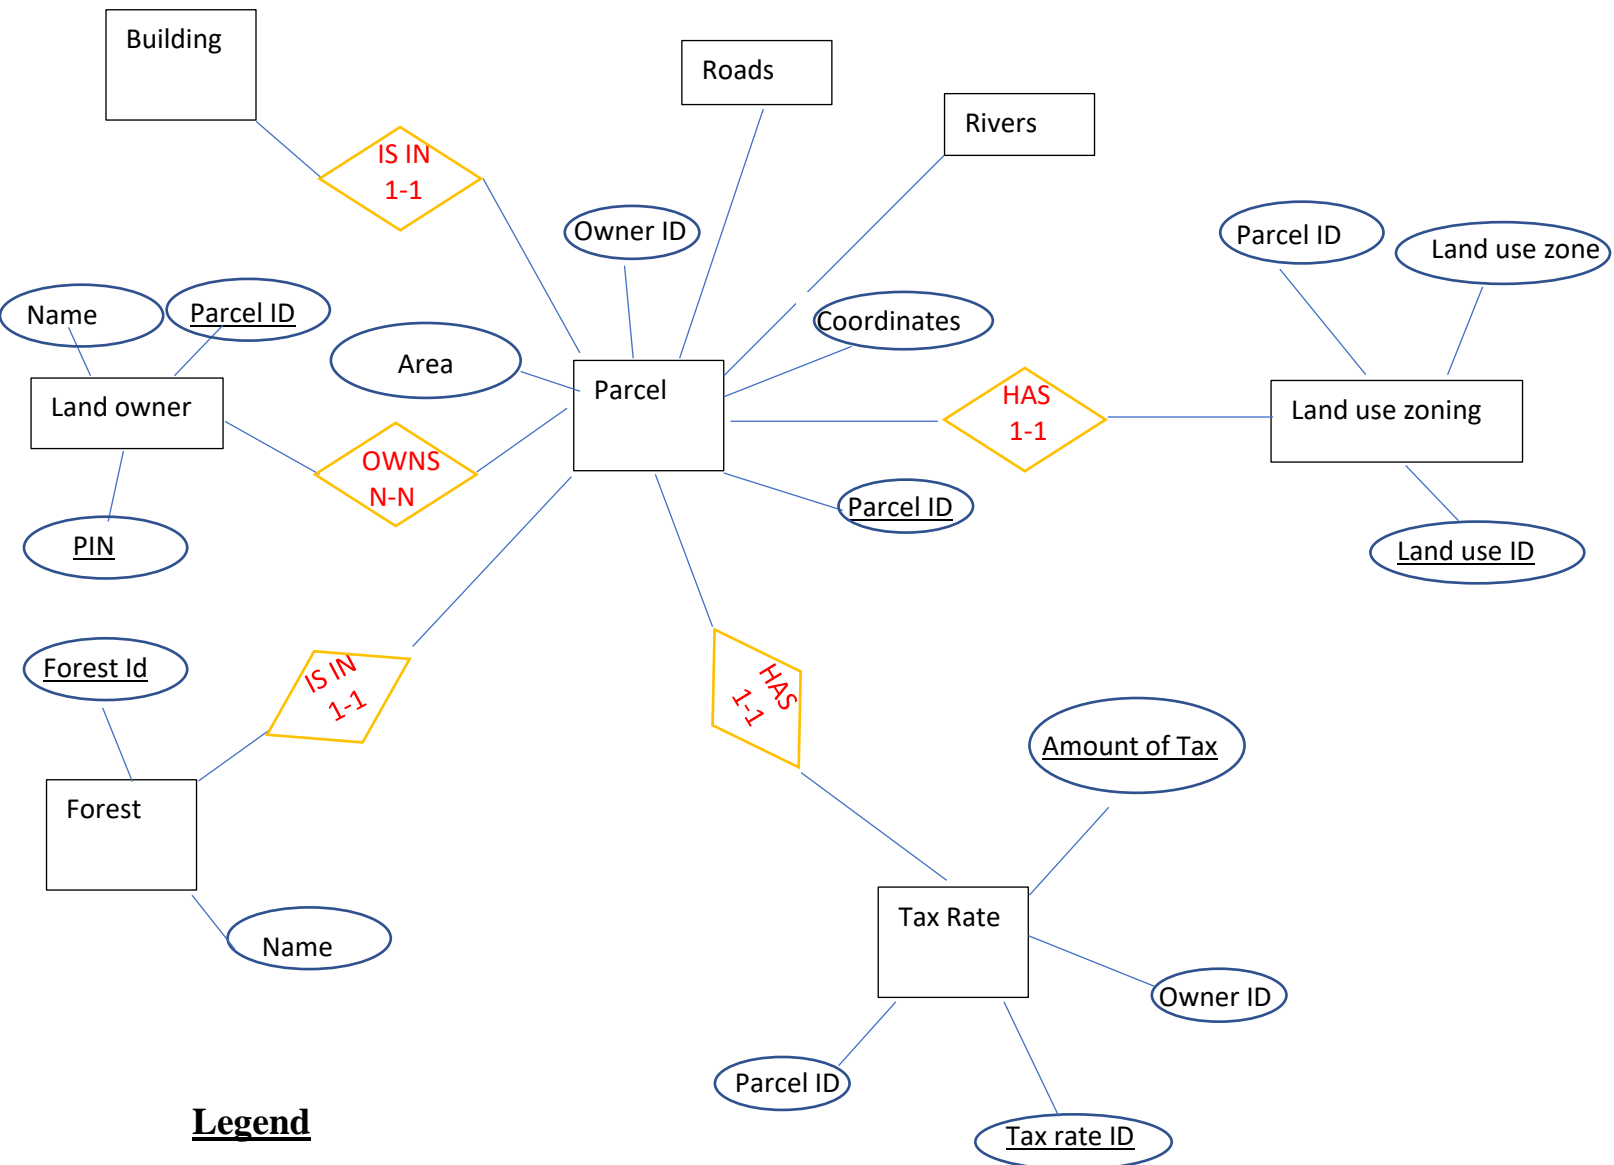 Building
Roads
Rivers
IS IN
1-1
Owner ID
Parcel ID
Land use zone
Name
Parcel ID
Coordinates
Area
Parcel
Land owner
HAS
1-1
Land use zoning
OWNS
N-N
Parcel ID
PIN
Land use ID
Forest Id
IS IN
1-1
HAS
1-1
Amount of Tax
Forest
Tax Rate
Name
Owner ID
Parcel ID
Legend
Tax rate ID